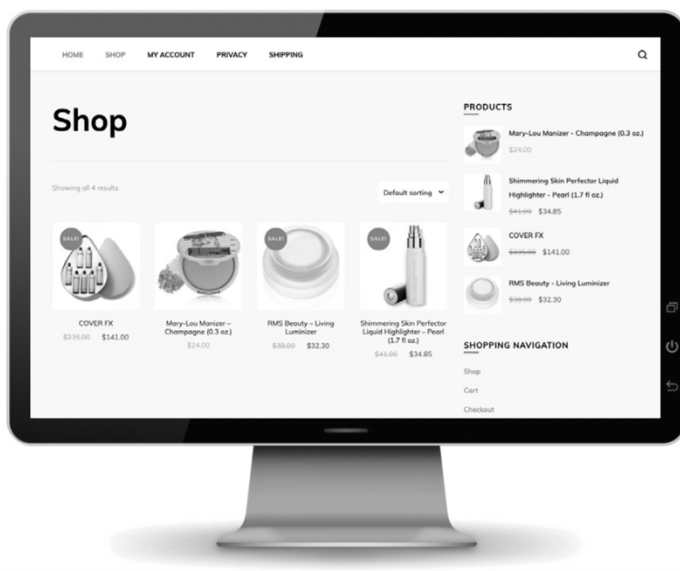 HOME SHOP MY ACCOUNT PRIVACY SHIPPING
Shop
Showing all 4 results
Default sorting
SALE!
COVER FX
$235.00 $141.00
Mary-Lou Manizer –
Champagne (0.3 oz.)
$24.00
SALE!
RMS Beauty – Living
Luminizer
$38.00 $32.30
SALE!
Shimmering Skin Perfector
Liquid Highlighter – Pearl
(1.7 fl oz.)
$41.00 $34.85
PRODUCTS
Mary-Lou Manizer - Champagne (0.3 oz.)
$24.00
Shimmering Skin Perfector Liquid
Highlighter - Pearl (1.7 fl oz.)
$41.00 $34.85
COVER FX
$235.00 $141.00
RMS Beauty - Living Luminizer
$38.00 $32.30
SHOPPING NAVIGATION
Shop
Cart
Checkout